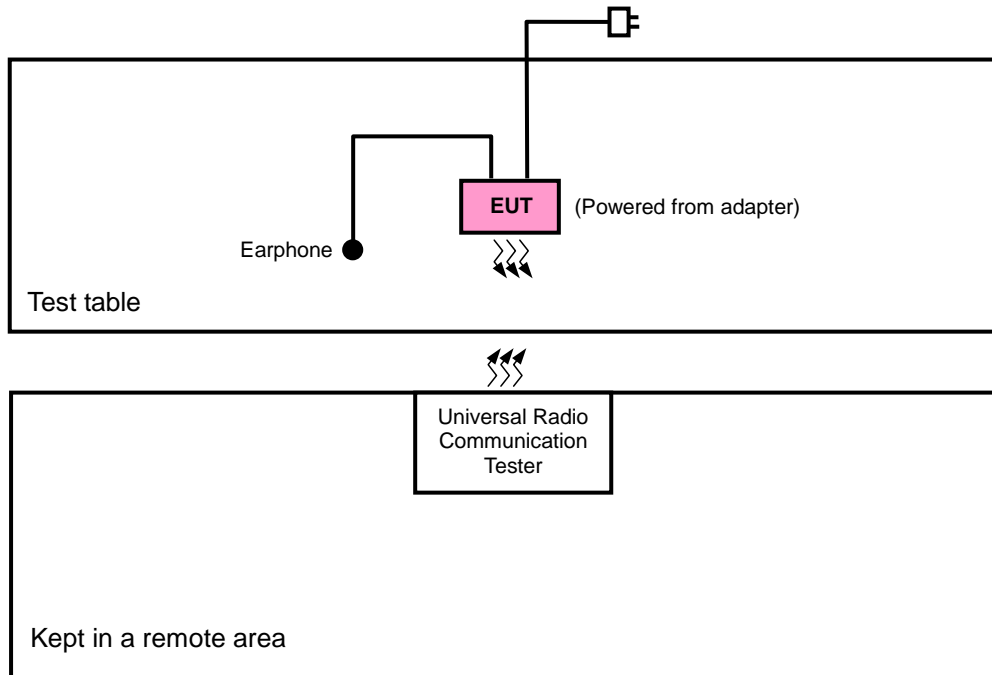 EUT
(Powered from adapter)
Earphone
Test table
Universal Radio
Communication
Tester
Kept in a remote area